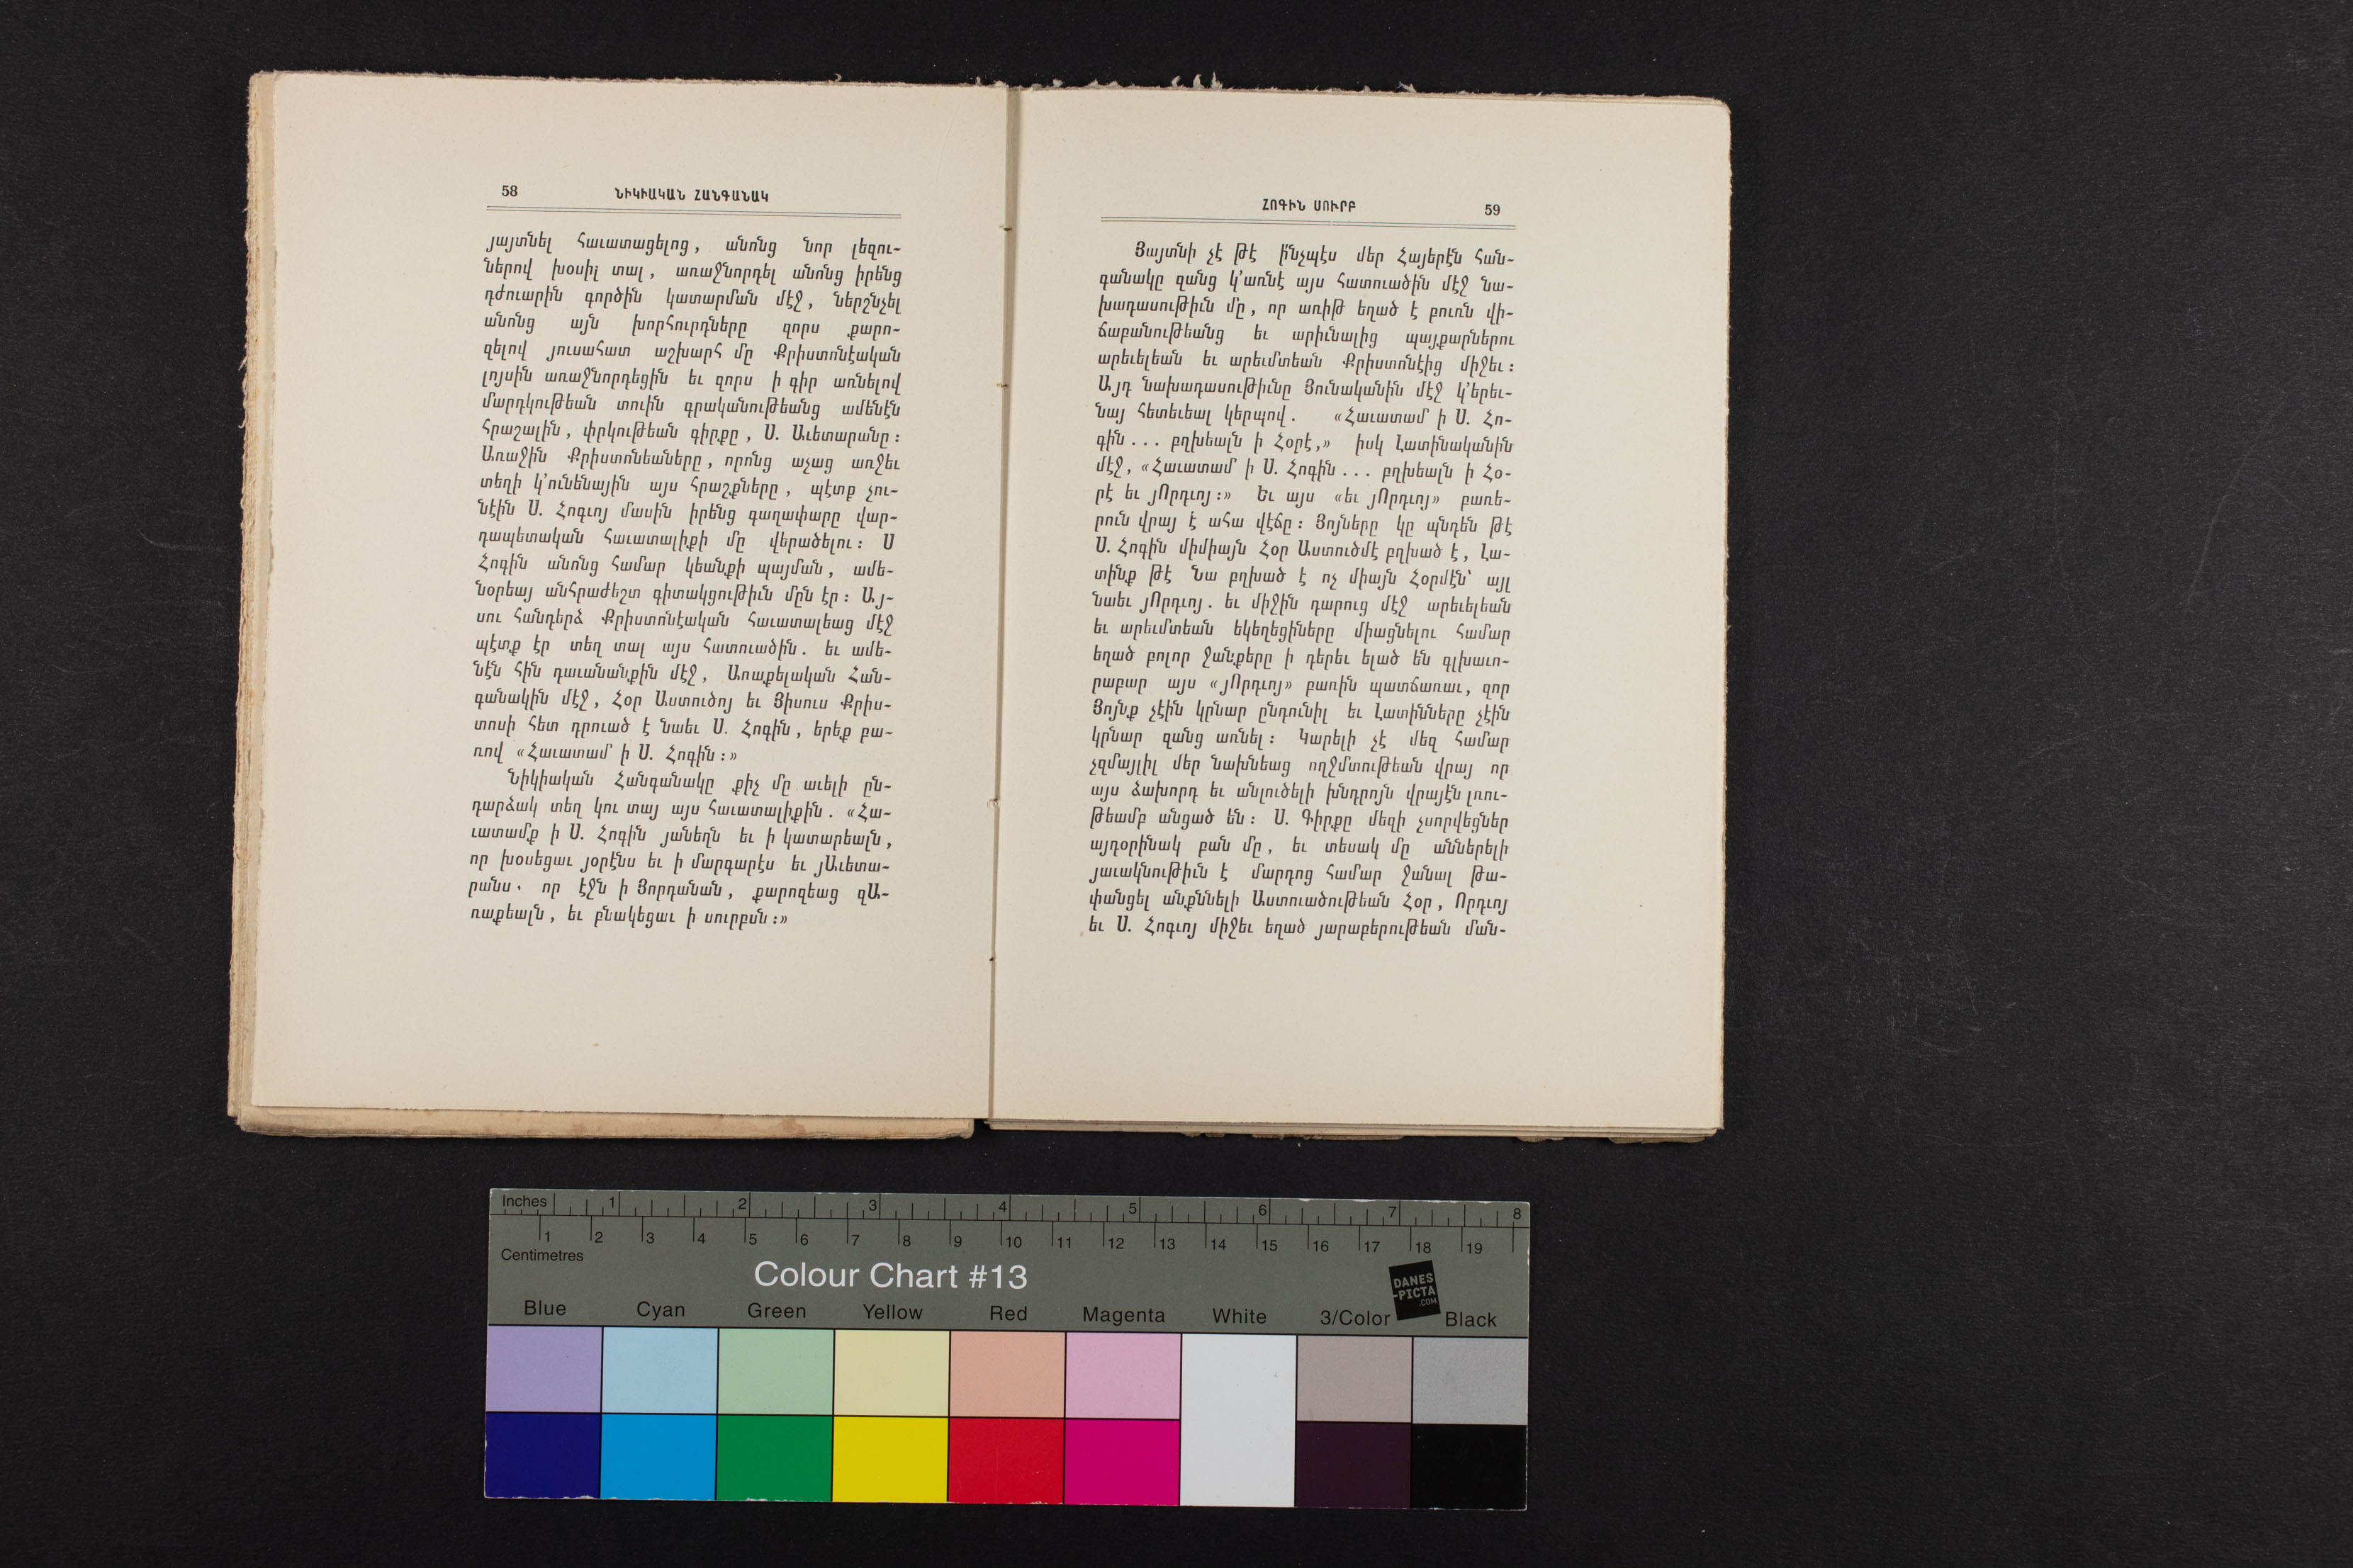 58 ՆԻԿԻԱԿԱՆ ՀԱՆԳԱՆԱԿ
յայտնել հաւատացելոց, անոնց նոր լեզու-
ներով խօսիլ տալ, առաջնորդել անոնց իրենց
դժուարին գործին կատարման մէջ, ներշնչել
անոնց այն խորհուրդները զորս քարո-
զելով յուսահատ աշխարհ մը Քրիստոնէական
լոյսին առաջնորդեցին եւ զորս ի գիր առնելով
մարդկութեան տուին գրականութեանց ամենէն
հրաշալին, փրկութեան գիրքը, Ս. Աւետարանը։
Առաջին Քրիստոնեաները, որոնց աչաց առջեւ
տեղի կ'ունենային այս հրաշքները, պէտք չու-
նէին Ս. Հոգւոյ մասին իրենց գաղափարը վար-
դապետական հաւատալիքի մը վերածելու։ Ս
Հոգին անոնց համար կեանքի պայման, ամե-
նօրեայ անհրաժեշտ գիտակցութիւն մըն էր։ Այ-
սու հանդերձ Քրիստոնէական հաւատալեաց մէջ
պէտք էր տեղ տալ այս հատուածին. եւ ամե-
նէն հին դաւանանքին մէջ, Առաքելական Հան-
գանակին մէջ, Հօր Աստուծոյ եւ Յիսուս Քրիս-
տոսի հետ դրուած է նաեւ Ս. Հոգին, երեք բա-
ռով «Հաւատամ ի Ս. Հոգին։»
Նիկիական Հանգանակը քիչ մը աւելի ըն-
դարձակ տեղ կու տայ այս հաւատալիքին. «Հա-
ւատամք ի Ս. Հոգին յանեղն եւ ի կատարեալն,
որ խօսեցաւ յօրէնս եւ ի մարգարէս եւ յԱւետա-
րանս. որ էջն ի Յորդանան, քարոզեաց զԱ-
ռաքեալն, եւ բնակեցաւ ի սուրբսն։»
ՀՈԳԻՆ ՍՈՒՐԲ 59
Յայտնի չէ թէ ի՛նչպէս մեր Հայերէն հան-
գանակը զանց կ'առնէ այս հատուածին մէջ նա-
խադասութիւն մը, որ առիթ եղած է բուռն վի-
ճաբանութեանց եւ արիւնալից պայքարներու
արեւելեան եւ արեւմտեան Քրիստոնէից միջեւ։
Այդ նախադասութիւնը Յունականին մէջ կ'երեւ-
նայ հետեւեալ կերպով. «Հաւատամ ի Ս. Հո-
գին... բղխեալն ի Հօրէ,» իսկ Լատինականին
մէջ, «Հաւատամ ի Ս. Հոգին... բղխեալն ի Հօ-
րէ եւ յՈրդւոյ։» Եւ այս «եւ յՈրդւոյ» բառե-
րուն վրայ է ահա վէճը։ Յոյները կը պնդեն թէ
Ս. Հոգին միմիայն Հօր Աստուծմէ բղխած է, Լա-
տինք թէ Նա բղխած է ոչ միայն Հօրմէն՝ այլ
նաեւ յՈրդւոյ. եւ միջին դարուց մէջ արեւելեան
եւ արեւմտեան եկեղեցիները միացնելու համար
եղած բոլոր ջանքերը ի դերեւ ելած են գլխաւո-
րաբար այս «յՈրդւոյ» բառին պատճառաւ, զոր
Յոյնք չէին կրնար ընդունիլ եւ Լատինները չէին
կրնար զանց առնել։ Կարելի չէ մեզ համար
չզմայլիլ մեր նախնեաց ողջմտութեան վրայ որ
այս ձախորդ եւ անլուծելի խնդրոյն վրայէն լռու-
թեամբ անցած են։ Ս. Գիրքը մեզի չսորվեցներ
այդօրինակ բան մը, եւ տեսակ մը աններելի
յաւակնութիւն է մարդոց համար ջանալ թա-
փանցել անքննելի Աստուածութեան Հօր, Որդւոյ
եւ Ս. Հոգւոյ միջեւ եղած յարաբերութեան ման-
Inches 1 2 3 4 5 6 7 8
1 2 3 4 5 6 7 8 9 10 11 12 13 14 15 16 17 18 19
Centimetres
Colour Chart #13
DANES
-PICTA
.COM
Blue Cyan Green Yellow Red Magenta White 3/Color Black